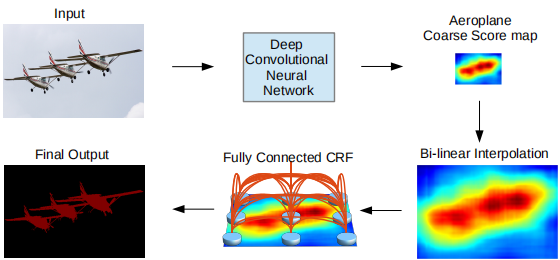 Input
Deep
Convolutional
Neural
Network
Aeroplane
Coarse Score map
Bi-linear Interpolation
Fully Connected CRF
Final Output